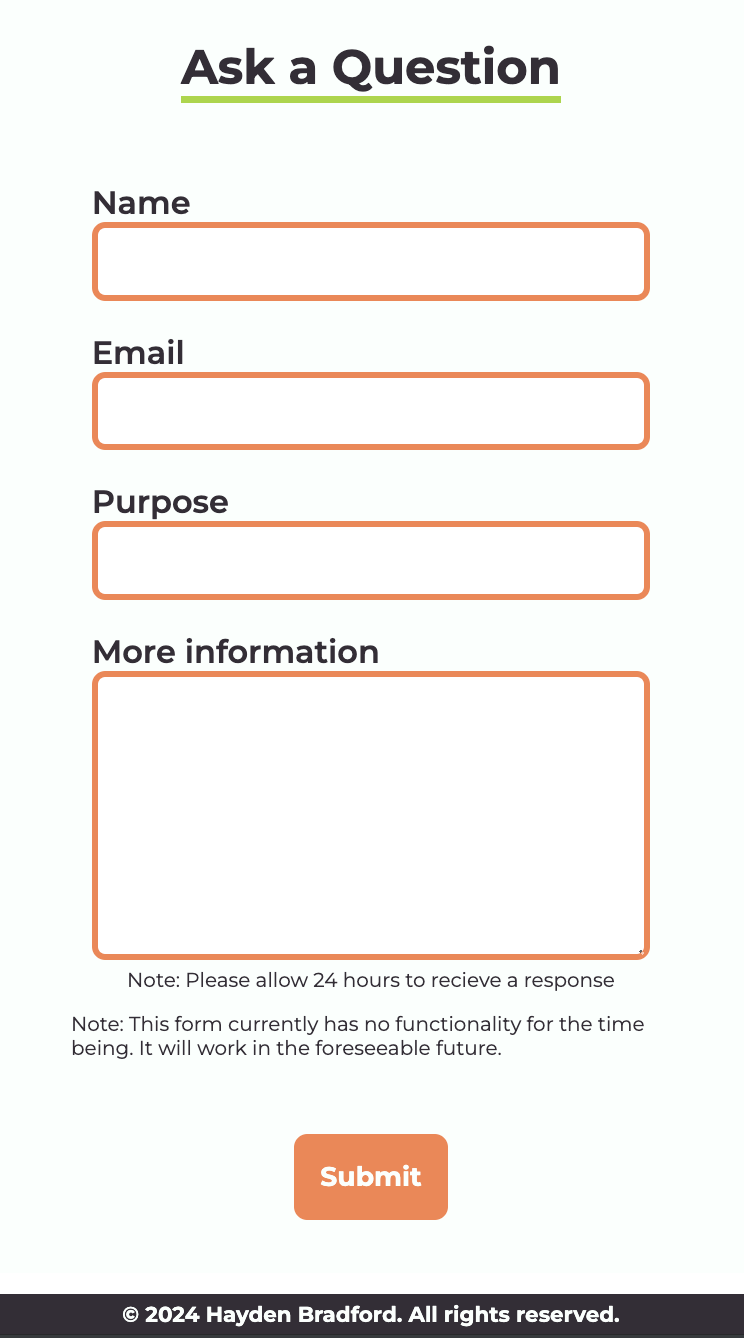 Ask a Question
Name
Email
Purpose
More information
Note: Please allow 24 hours to recieve a response
Note: This form currently has no functionality for the time
being. It will work in the foreseeable future.
Submit
© 2024 Hayden Bradford. All rights reserved.